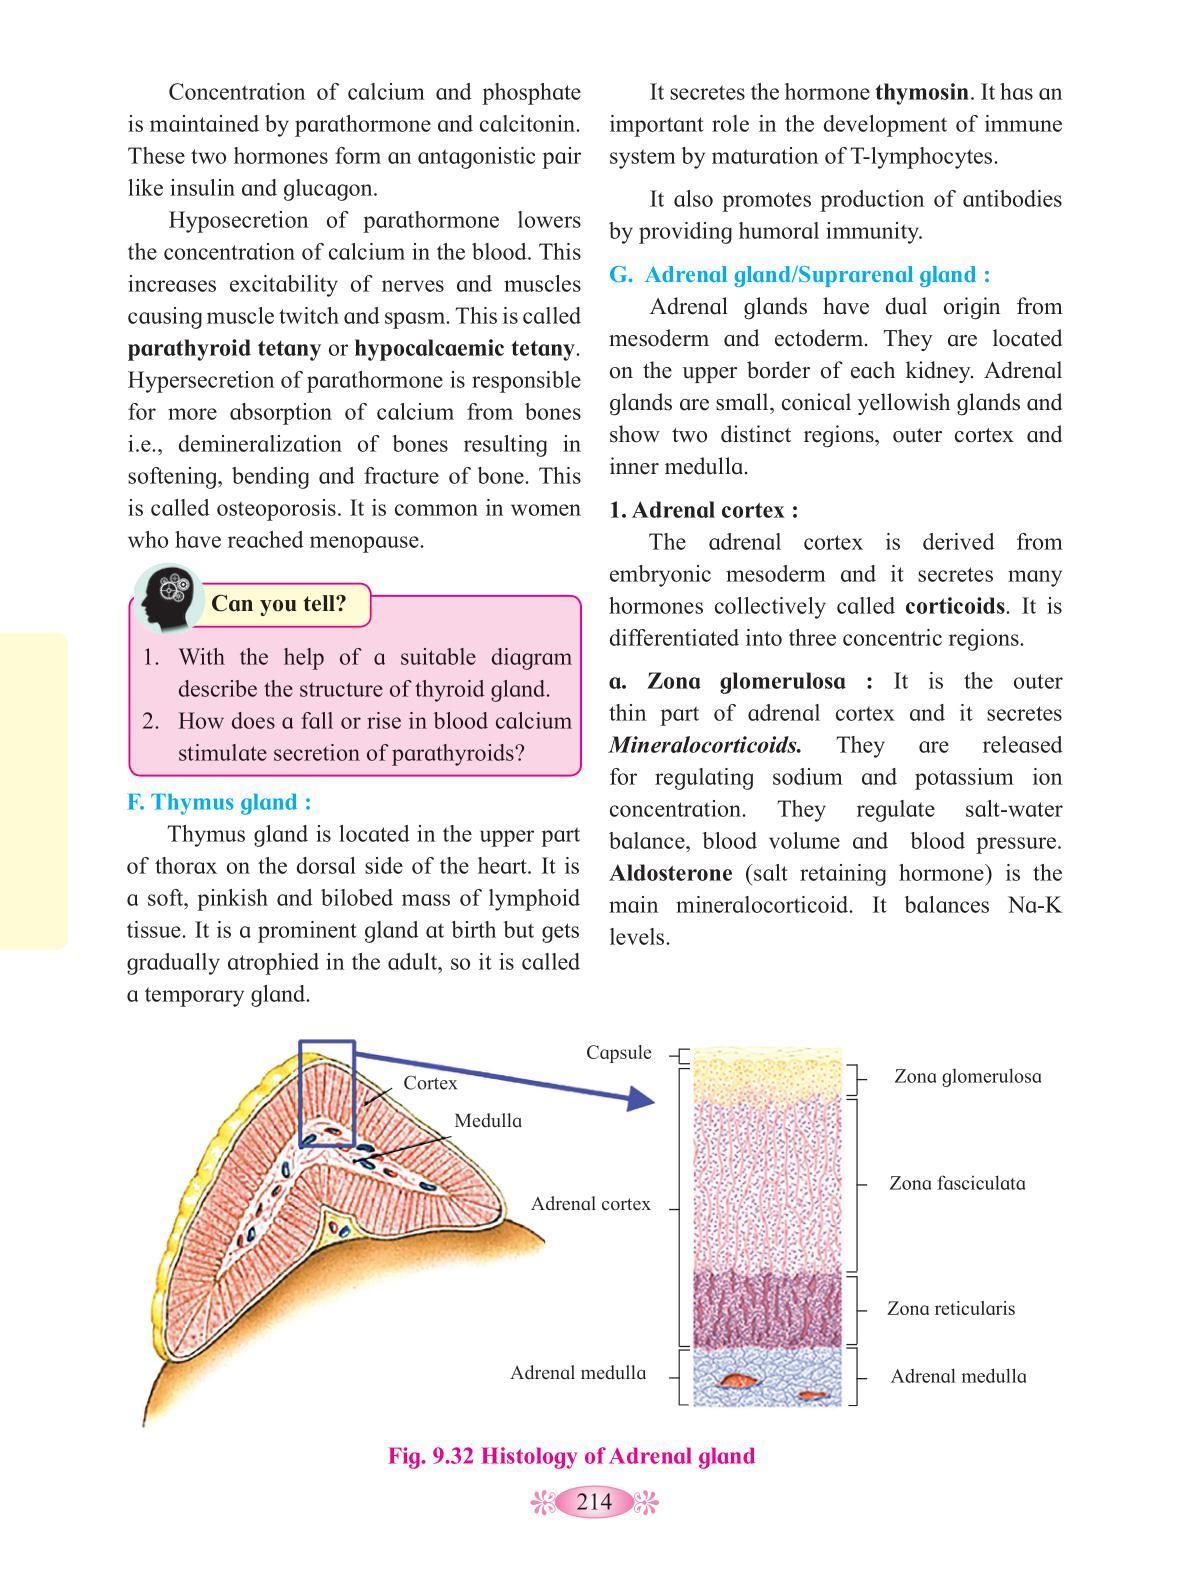 Concentration of calcium and phosphate
is maintained by parathormone and calcitonin.
These two hormones form an antagonistic pair
like insulin and glucagon.
Hyposecretion of parathormone lowers
the concentration of calcium in the blood. This
increases excitability of nerves and muscles
causing muscle twitch and spasm. This is called
parathyroid tetany or hypocalcaemic tetany.
Hypersecretion of parathormone is responsible
for more absorption of calcium from bones
i.e., demineralization of bones resulting in
softening, bending and fracture of bone. This
is called osteoporosis. It is common in women
who have reached menopause.
Can you tell?
1. With the help of a suitable diagram
describe the structure of thyroid gland.
2. How does a fall or rise in blood calcium
stimulate secretion of parathyroids?
F. Thymus gland :
Thymus gland is located in the upper part
of thorax on the dorsal side of the heart. It is
a soft, pinkish and bilobed mass of lymphoid
tissue. It is a prominent gland at birth but gets
gradually atrophied in the adult, so it is called
a temporary gland.
It secretes the hormone thymosin. It has an
important role in the development of immune
system by maturation of T-lymphocytes.
It also promotes production of antibodies
by providing humoral immunity.
G. Adrenal gland/Suprarenal gland :
Adrenal glands have dual origin from
mesoderm and ectoderm. They are located
on the upper border of each kidney. Adrenal
glands are small, conical yellowish glands and
show two distinct regions, outer cortex and
inner medulla.
1. Adrenal cortex :
The adrenal cortex is derived from
embryonic mesoderm and it secretes many
hormones collectively called corticoids. It is
differentiated into three concentric regions.
a. Zona glomerulosa : It is the outer
thin part of adrenal cortex and it secretes
Mineralocorticoids. They are released
for regulating sodium and potassium ion
concentration. They regulate salt-water
balance, blood volume and blood pressure.
Aldosterone (salt retaining hormone) is the
main mineralocorticoid. It balances Na-K
levels.
Cortex
Medulla
Capsule
Adrenal cortex
Adrenal medulla
Zona glomerulosa
Zona fasciculata
Zona reticularis
Adrenal medulla
Fig. 9.32 Histology of Adrenal gland
214